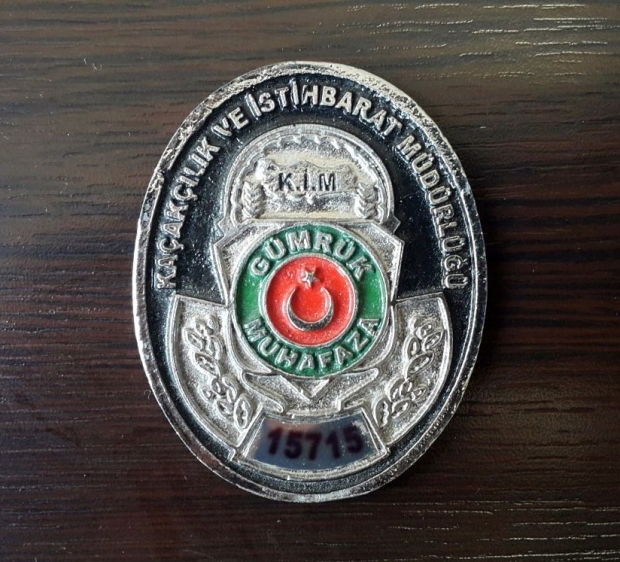 KAÇAKÇILIK VE İSTİHBARAT MÜDÜRLÜĞÜ
K.İ.M
GÜMRÜK
MUHAFAZA
15715